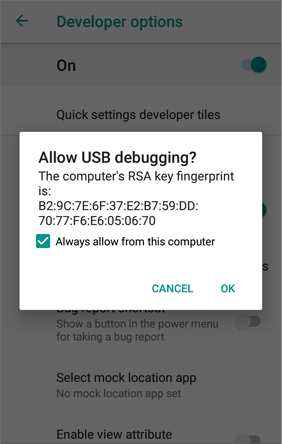 Developer options
On
Quick settings developer tiles
Allow USB debugging?
The computer's RSA key fingerprint
is:
B2:9C:7E:6F:37:E2:B7:59:DD:
70:77:F6:E6:05:06:70
Always allow from this computer
CANCEL OK
Bug report shortcut
Show a button in the power menu
for taking a bug report
Select mock location app
No mock location app set
Enable view attribute